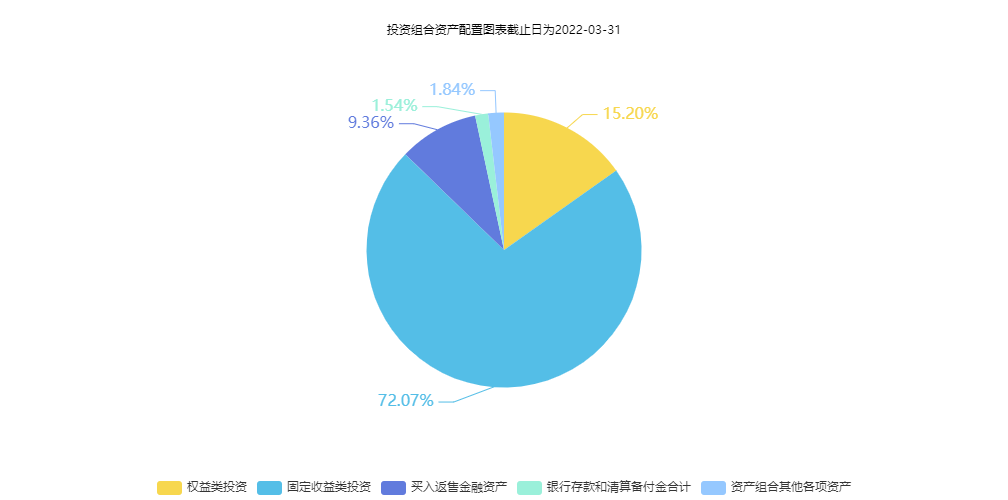 投资组合资产配置图表截止日为2022-03-31
1.84%
1.54%
15.20%
9.36%
72.07%
权益类投资 固定收益类投资 买入返售金融资产 银行存款和清算备付金合计 资产组合其他各项资产